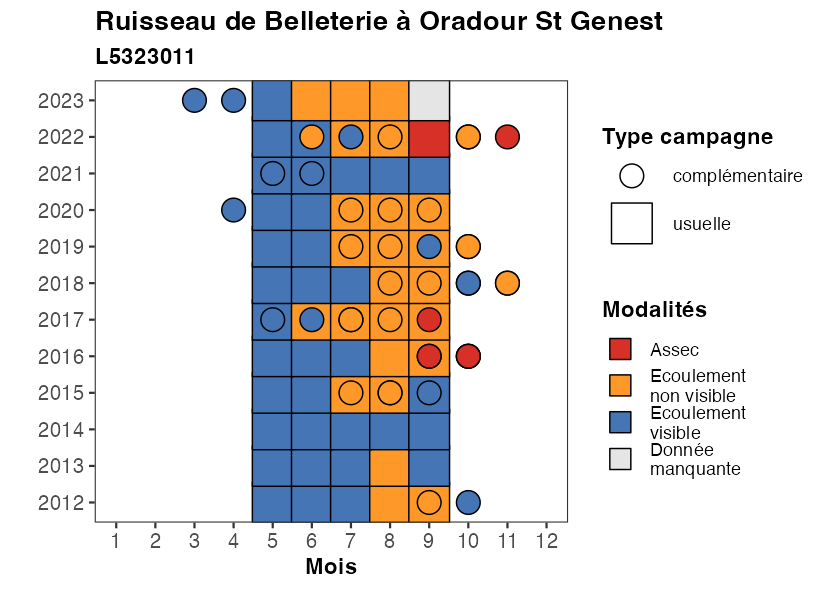 Ruisseau de Belleterie à Oradour St Genest
L5323011
2023
2022
2021
2020
2019
2018
2017
2016
2015
2014
2013
2012
1 2 3 4 5 6 7 8 9 10 11 12
Mois
Type campagne
complémentaire
usuelle
Modalités
Assec
Ecoulement
non visible
Ecoulement
visible
Donnée
manquante